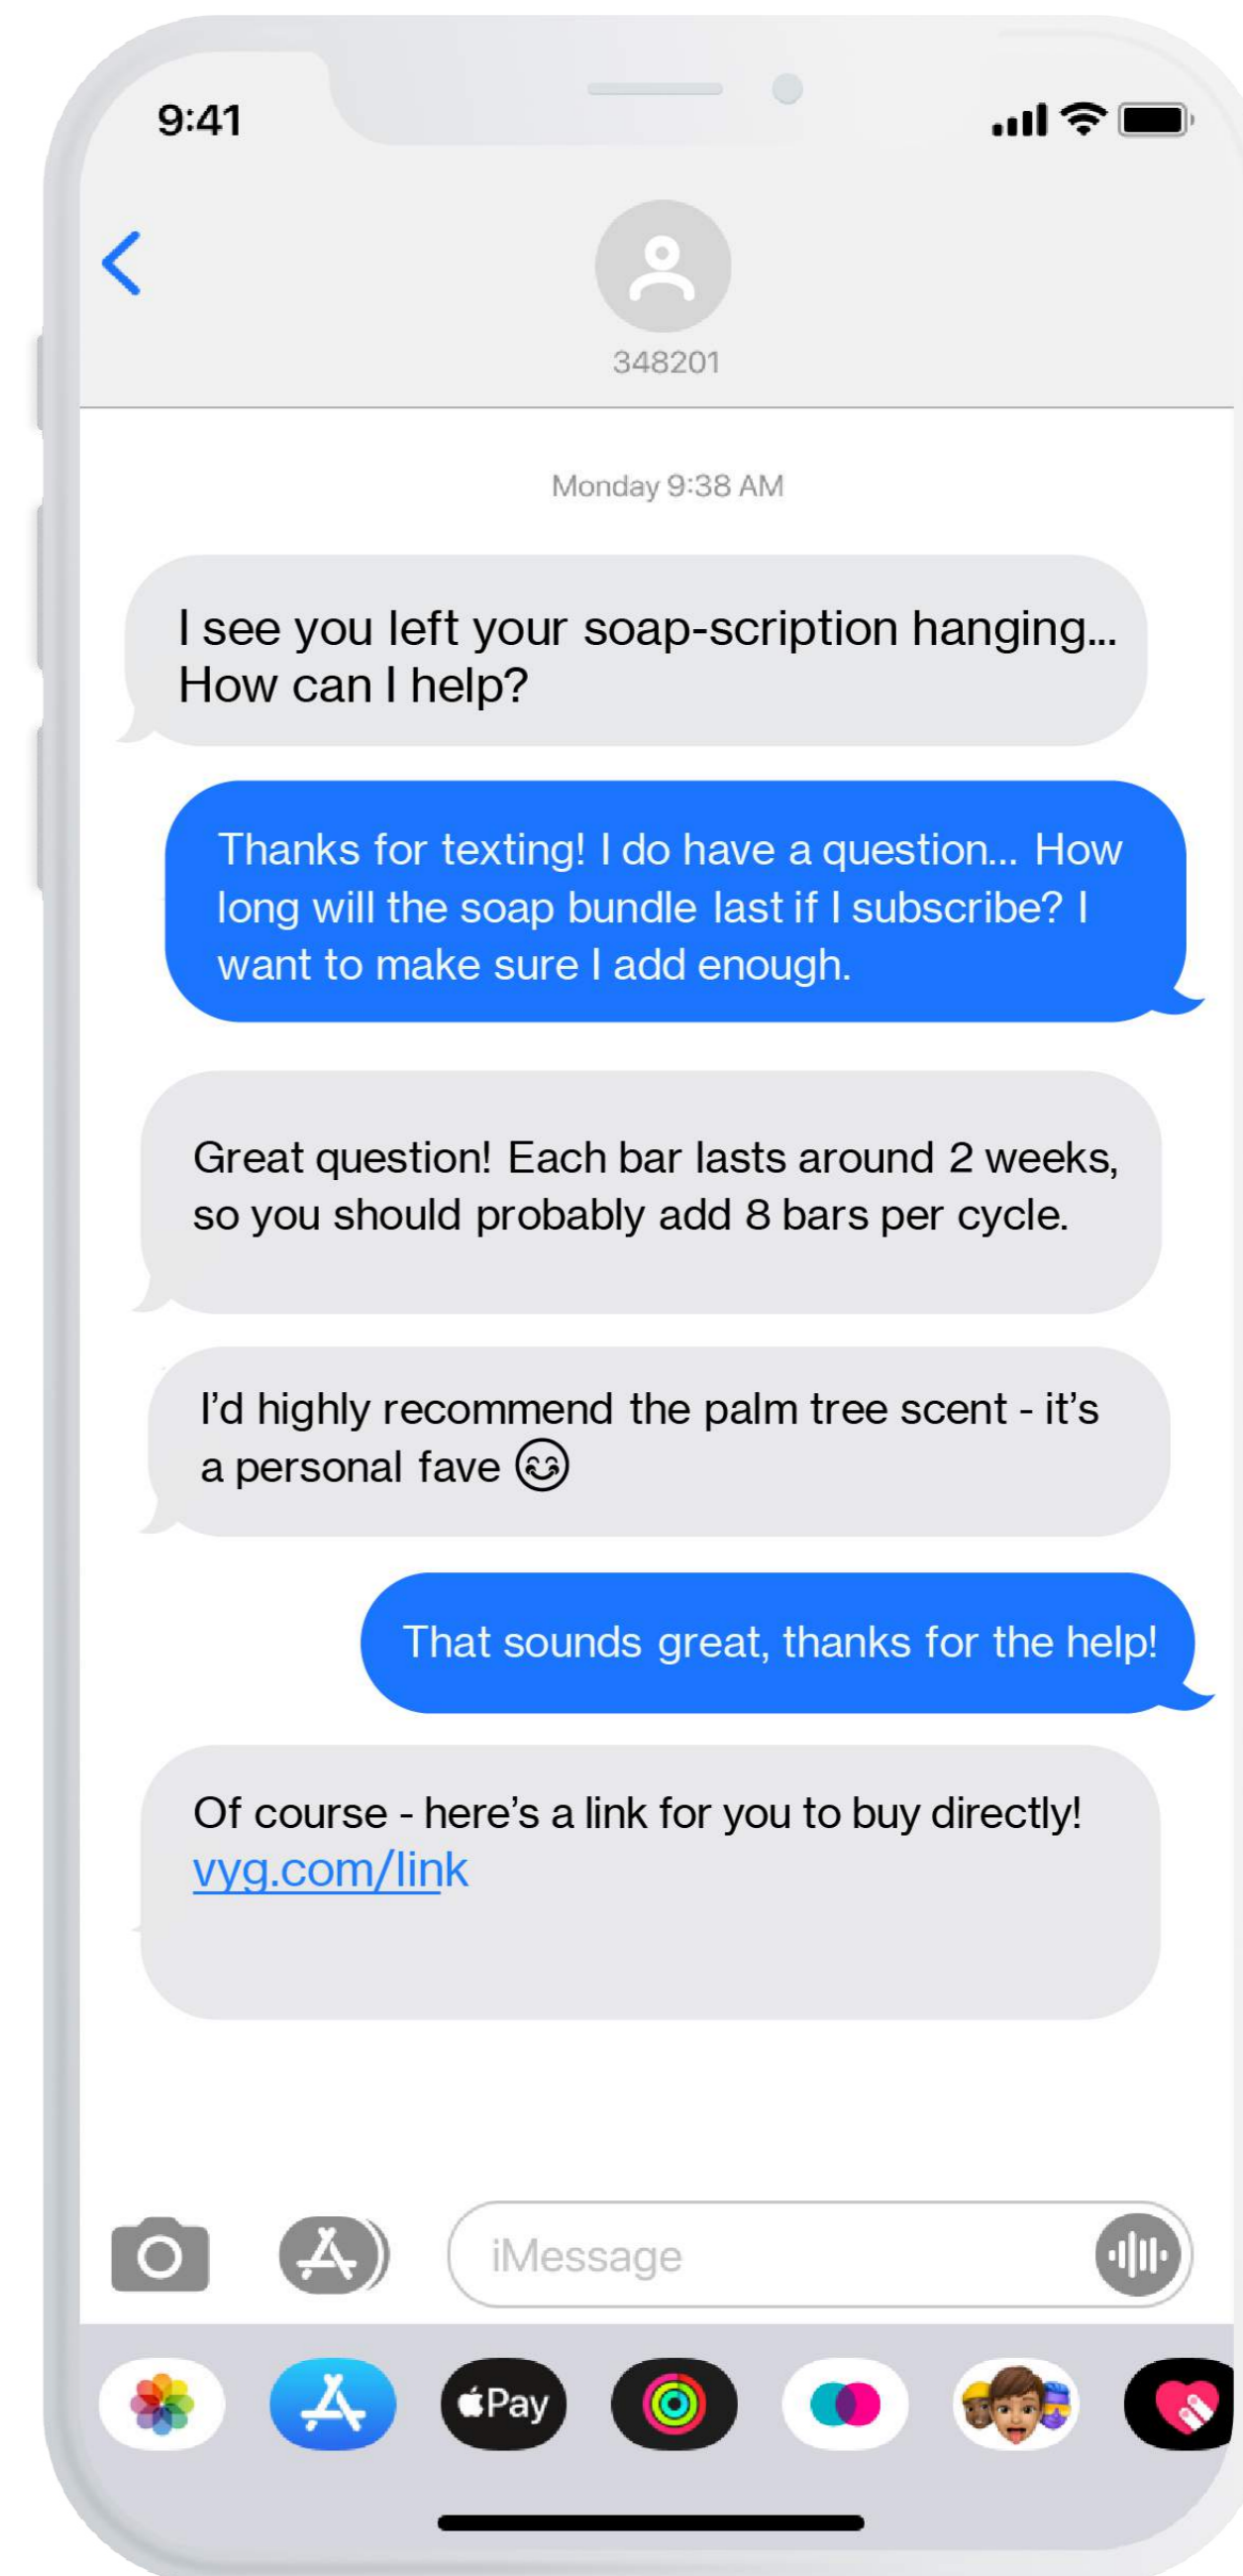 9:41
348201
Monday 9:38 AM
I see you left your soap-scription hanging...
How can I help?
Thanks for texting! I do have a question... How
long will the soap bundle last if I subscribe? I
want to make sure I add enough.
Great question! Each bar lasts around 2 weeks,
so you should probably add 8 bars per cycle.
I’d highly recommend the palm tree scent - it’s
a personal fave 😊
That sounds great, thanks for the help!
Of course - here’s a link for you to buy directly!
vyg.com/link
iMessage
Pay